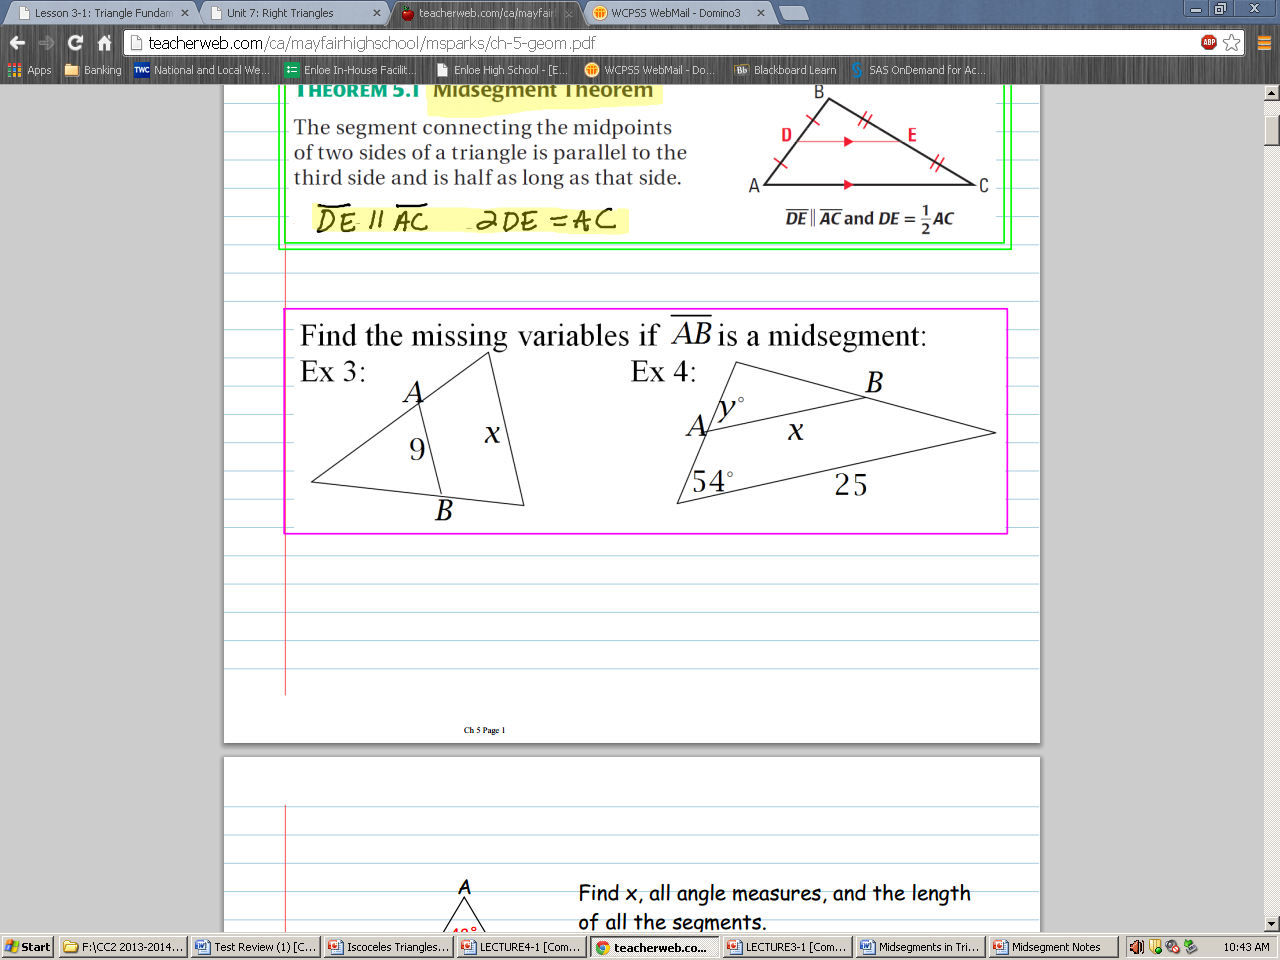 Lesson 3-1: Triangle Fundam
Unit 7: Right Triangles
teacherweb.com/ca/mayfair
WCPSS WebMail - Domino3
teacherweb.com/ca/mayfairhighschool/msparks/ch-5-geom.pdf
ABP
Apps
Banking
TWC National and Local We...
Enloe In-House Facilit...
Enloe High School - [E...
WCPSS WebMail - Do...
Bb Blackboard Learn
SAS OnDemand for Ac...
THEOREM 5.1 Midsegment Theorem
The segment connecting the midpoints
of two sides of a triangle is parallel to the
third side and is half as long as that side.
DE || AC 2DE = AC
B
D
E
A
C
DE || AC and DE = 1/2 AC
Find the missing variables if AB is a midsegment:
Ex 3:
A
9
x
B
Ex 4:
B
y°
A
x
54°
25
Ch 5 Page 1
A
Find x, all angle measures, and the length
of all the segments.
Start
F:\CC2 2013-2014...
Test Review (1) [C...
Iscoceles Triangles...
LECTURE4-1 [Com...
teacherweb.co...
LECTURE3-1 [Com...
Midsegments in Tri...
Midsegment Notes
10:43 AM